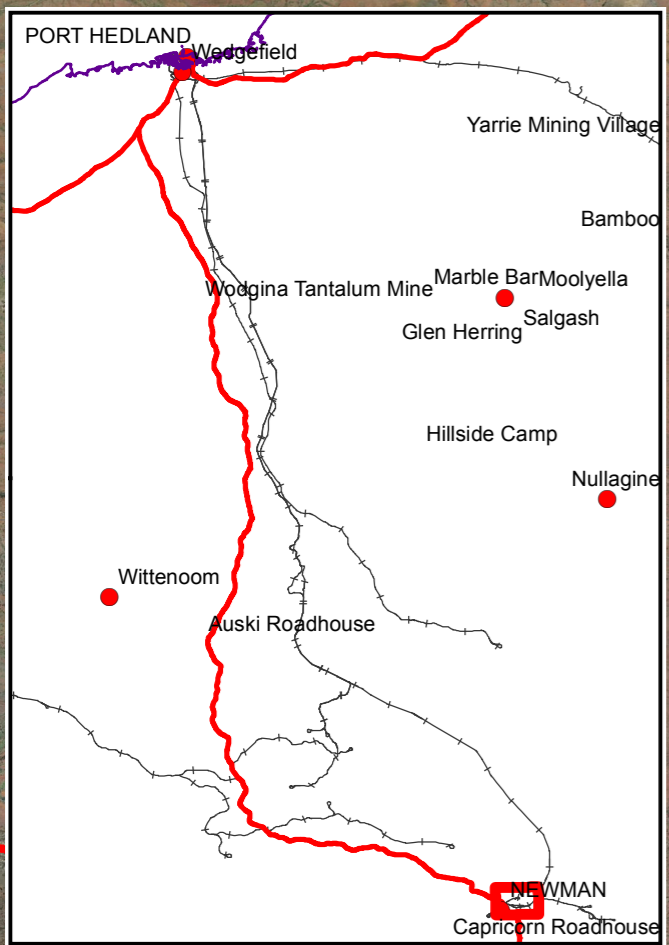 PORT HEDLAND
Wedgefield
Yarrie Mining Village
Bamboo
Marble Bar
Moolyella
Wodgina Tantalum Mine
Salgash
Glen Herring
Hillside Camp
Nullagine
Wittenoom
Auski Roadhouse
NEWMAN
Capricorn Roadhouse